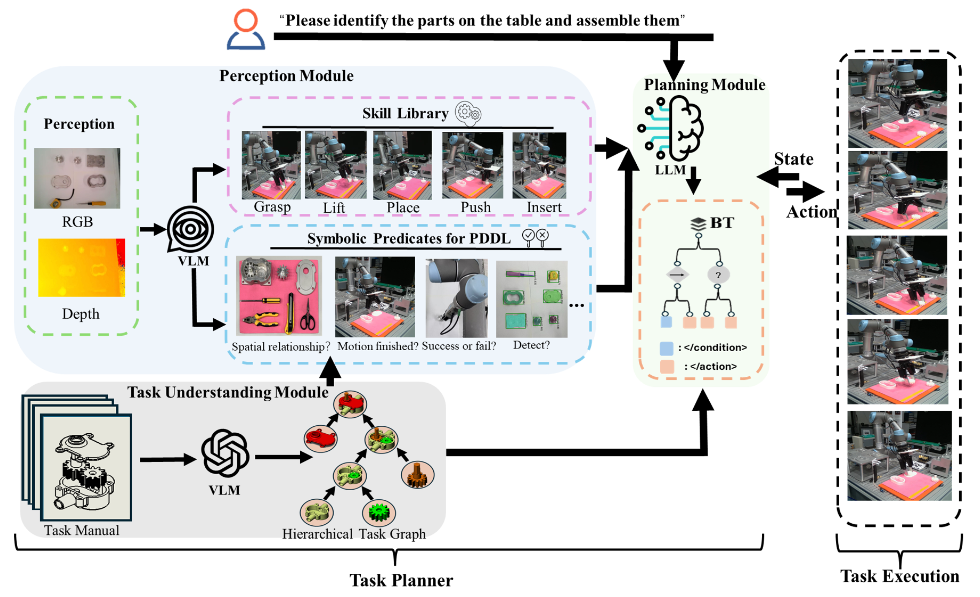 “Please identify the parts on the table and assemble them”
Perception Module
Perception
RGB
Depth
VLM
Skill Library
Grasp
Lift
Place
Push
Insert
Symbolic Predicates for PDDL
...
Spatial relationship?
Motion finished?
Success or fail?
Detect?
Planning Module
LLM
BT
?
: </condition>
: </action>
State
Action
Task Understanding Module
Task Manual
VLM
Hierarchical Task Graph
Task Planner
Task Execution